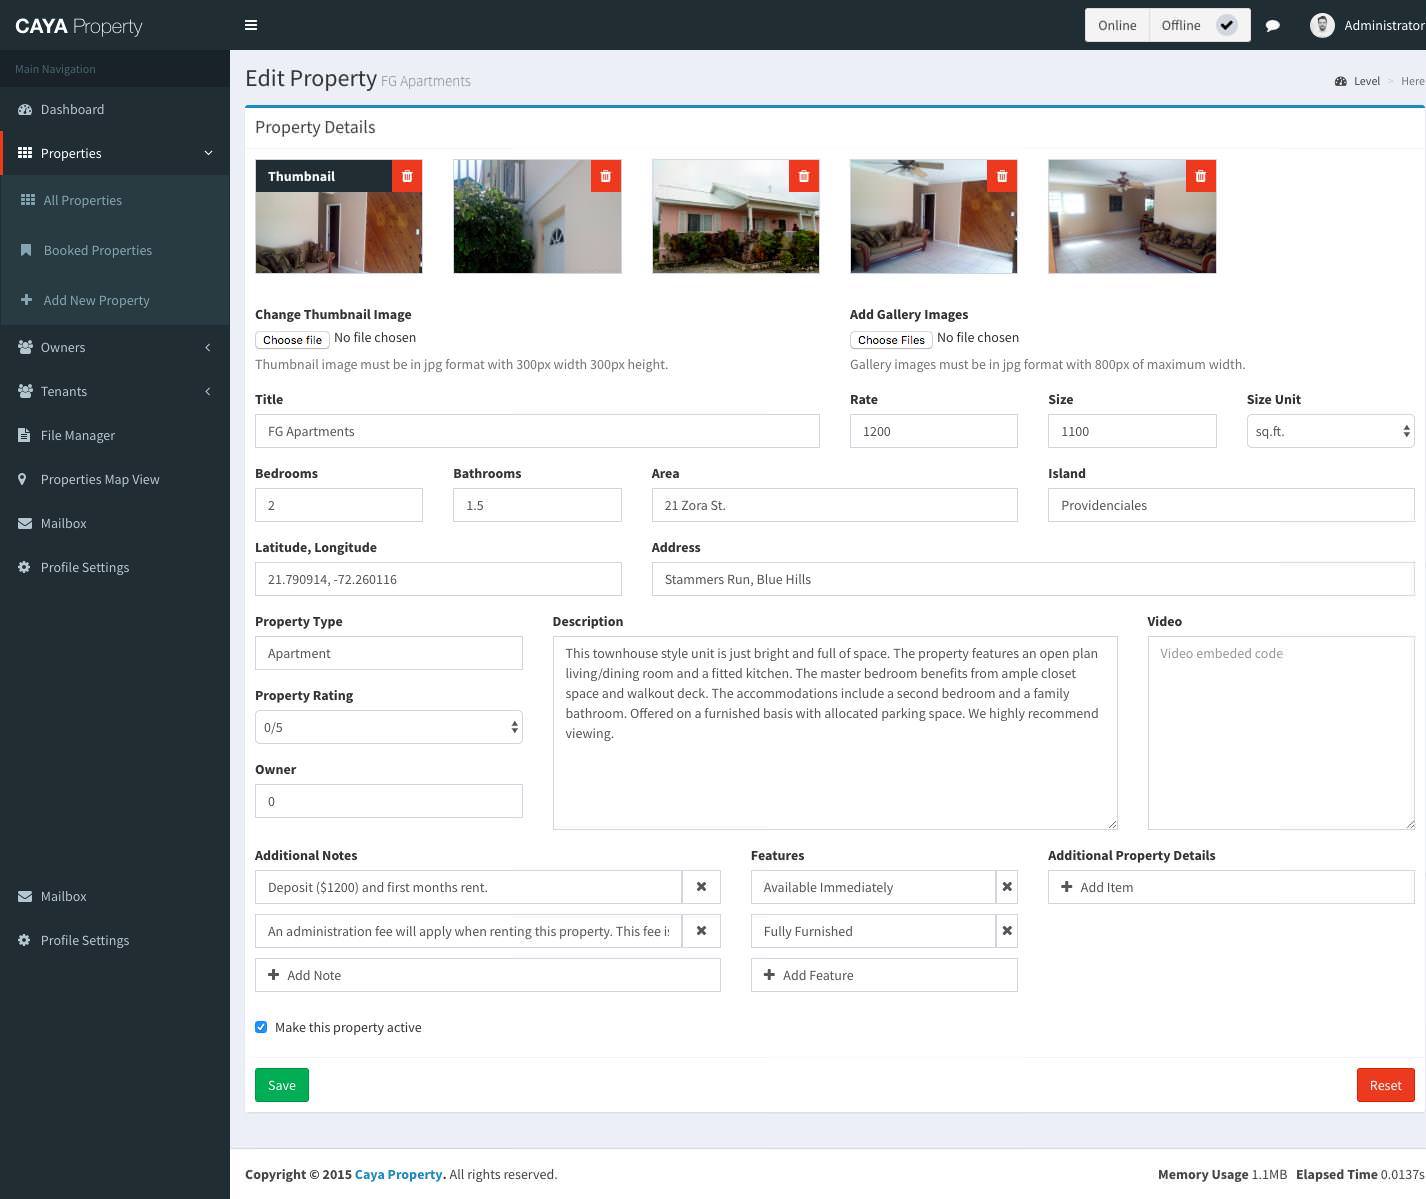 CAYA Property
Online
Offline
Administrator
Main Navigation
Dashboard
Properties
All Properties
Booked Properties
Add New Property
Owners
Tenants
File Manager
Properties Map View
Mailbox
Profile Settings
Mailbox
Profile Settings
Edit Property FG Apartments
Level > Here
Property Details
Thumbnail
Change Thumbnail Image
Choose file No file chosen
Thumbnail image must be in jpg format with 300px width 300px height.
Add Gallery Images
Choose Files No file chosen
Gallery images must be in jpg format with 800px of maximum width.
Title
FG Apartments
Rate
1200
Size
1100
Size Unit
sq.ft.
Bedrooms
2
Bathrooms
1.5
Area
21 Zora St.
Island
Providenciales
Latitude, Longitude
21.790914, -72.260116
Address
Stammers Run, Blue Hills
Property Type
Apartment
Property Rating
0/5
Owner
0
Description
This townhouse style unit is just bright and full of space. The property features an open plan
living/dining room and a fitted kitchen. The master bedroom benefits from ample closet
space and walkout deck. The accommodations include a second bedroom and a family
bathroom. Offered on a furnished basis with allocated parking space. We highly recommend
viewing.
Video
Video embeded code
Additional Notes
Deposit ($1200) and first months rent.
An administration fee will apply when renting this property. This fee is
Add Note
Features
Available Immediately
Fully Furnished
Add Feature
Additional Property Details
Add Item
Make this property active
Save
Reset
Copyright © 2015 Caya Property. All rights reserved.
Memory Usage 1.1MB Elapsed Time 0.0137s